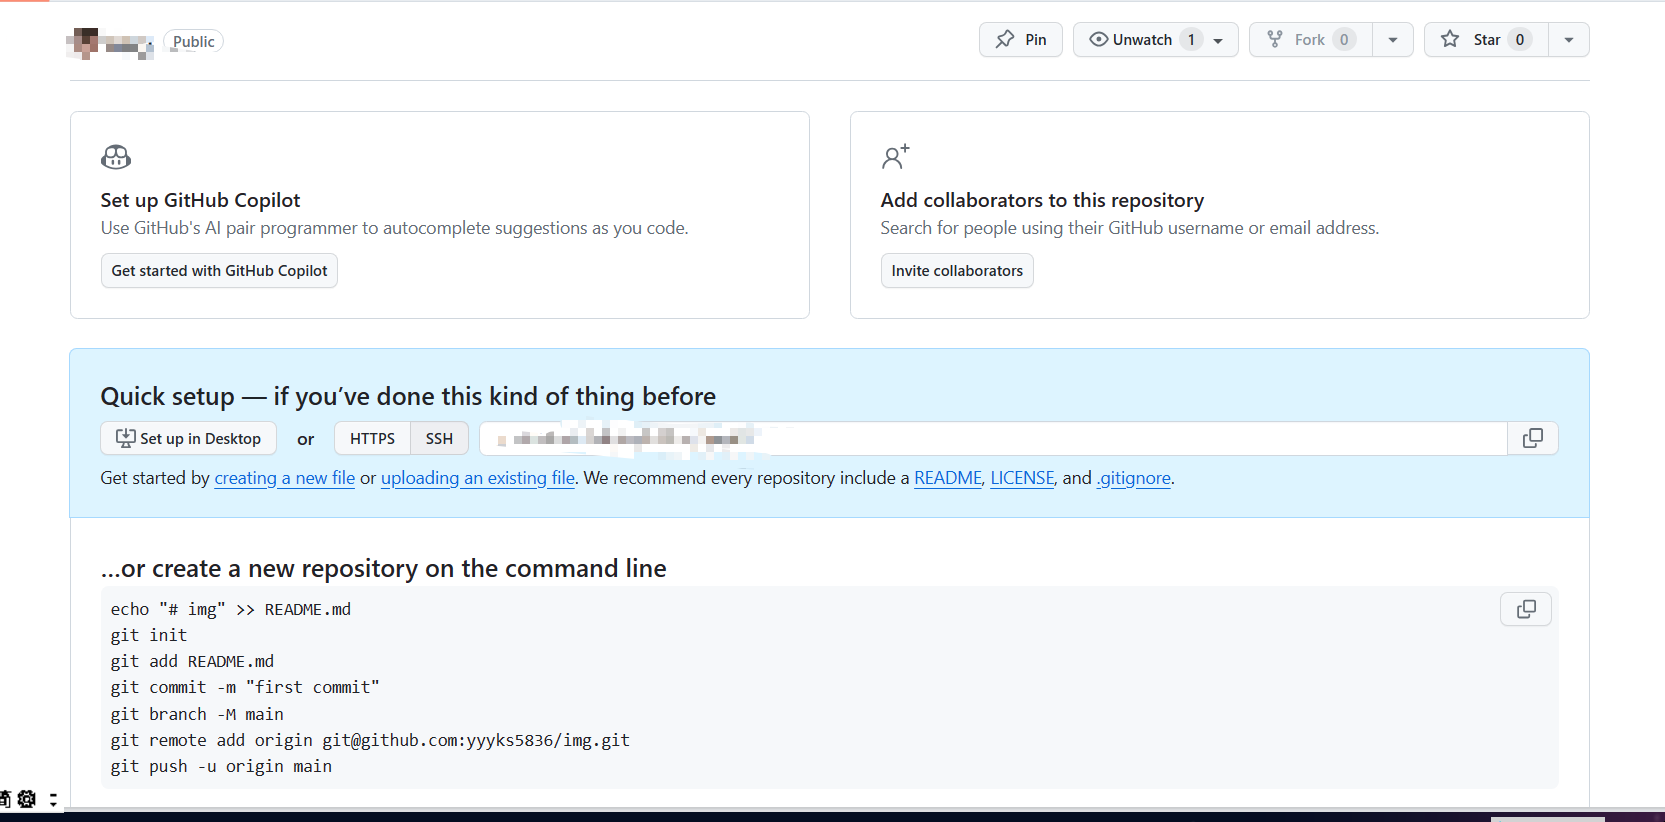 Public
Pin
Unwatch 1
Fork 0
Star 0
Set up GitHub Copilot
Use GitHub's AI pair programmer to autocomplete suggestions as you code.
Get started with GitHub Copilot
Add collaborators to this repository
Search for people using their GitHub username or email address.
Invite collaborators
Quick setup — if you’ve done this kind of thing before
Set up in Desktop or HTTPS SSH
Get started by creating a new file or uploading an existing file. We recommend every repository include a README, LICENSE, and .gitignore.
…or create a new repository on the command line
echo "# img" >> README.md
git init
git add README.md
git commit -m "first commit"
git branch -M main
git remote add origin git@github.com:yyyks5836/img.git
git push -u origin main